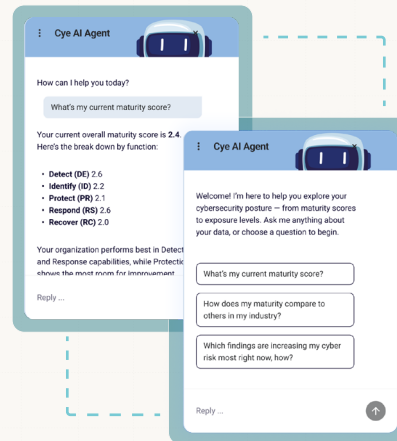 Cye AI Agent
How can I help you today?
What's my current maturity score?
Your current overall maturity score is 2.4.
Here's the break down by function:
• Detect (DE) 2.6
• Identify (ID) 2.2
• Protect (PR) 2.1
• Respond (RS) 2.6
• Recover (RC) 2.0
Your organization performs best in Detect
and Response capabilities, while Protectio
shows the most room for improvement
Reply ...
Cye AI Agent
Welcome! I'm here to help you explore your
cybersecurity posture — from maturity scores
to exposure levels. Ask me anything about
your data, or choose a question to begin.
What's my current maturity score?
How does my maturity compare to
others in my industry?
Which findings are increasing my cyber
risk most right now, how?
Reply ...